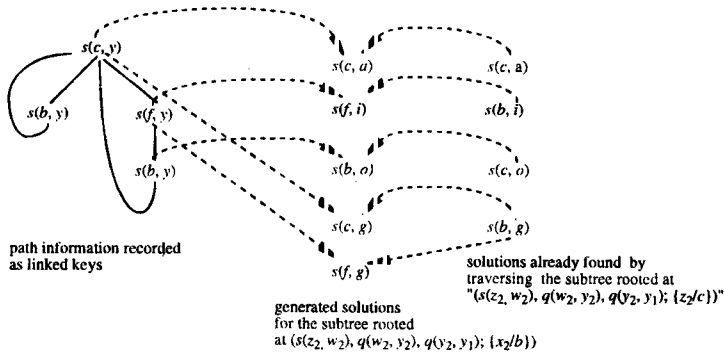 s(c, y)
s(b, y)
s(f, y)
s(b, y)
path information recorded
as linked keys
s(c, a)
s(f, i)
s(b, o)
s(c, g)
s(f, g)
generated solutions
for the subtree rooted
at (s(z₂, w₂), q(w₂, y₂), q(y₂, y₁); {x₂/b})
s(c, a)
s(b, i)
s(c, o)
s(b, g)
solutions already found by
traversing the subtree rooted at
"(s(z₂, w₂), q(w₂, y₂), q(y₂, y₁); {z₂/c})"